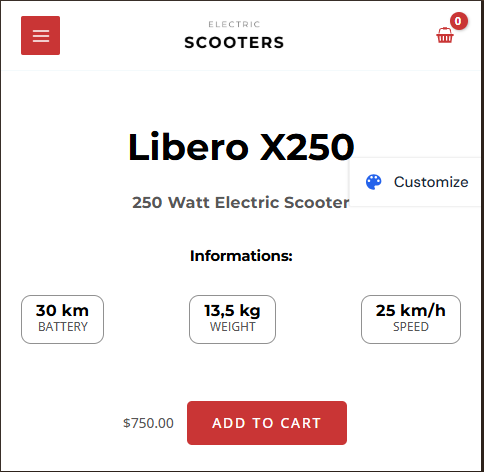 ELECTRIC
SCOOTERS
0
Libero X250
Customize
250 Watt Electric Scooter
Informations:
30 km
BATTERY
13,5 kg
WEIGHT
25 km/h
SPEED
$750.00
ADD TO CART